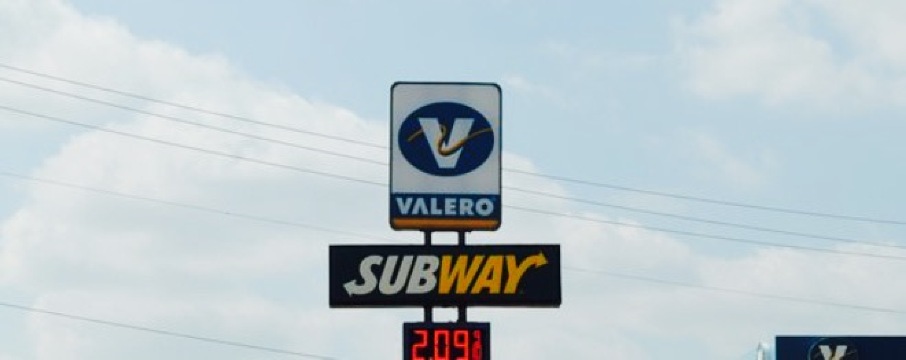 V
VALERO
SUBWAY
2.09
V